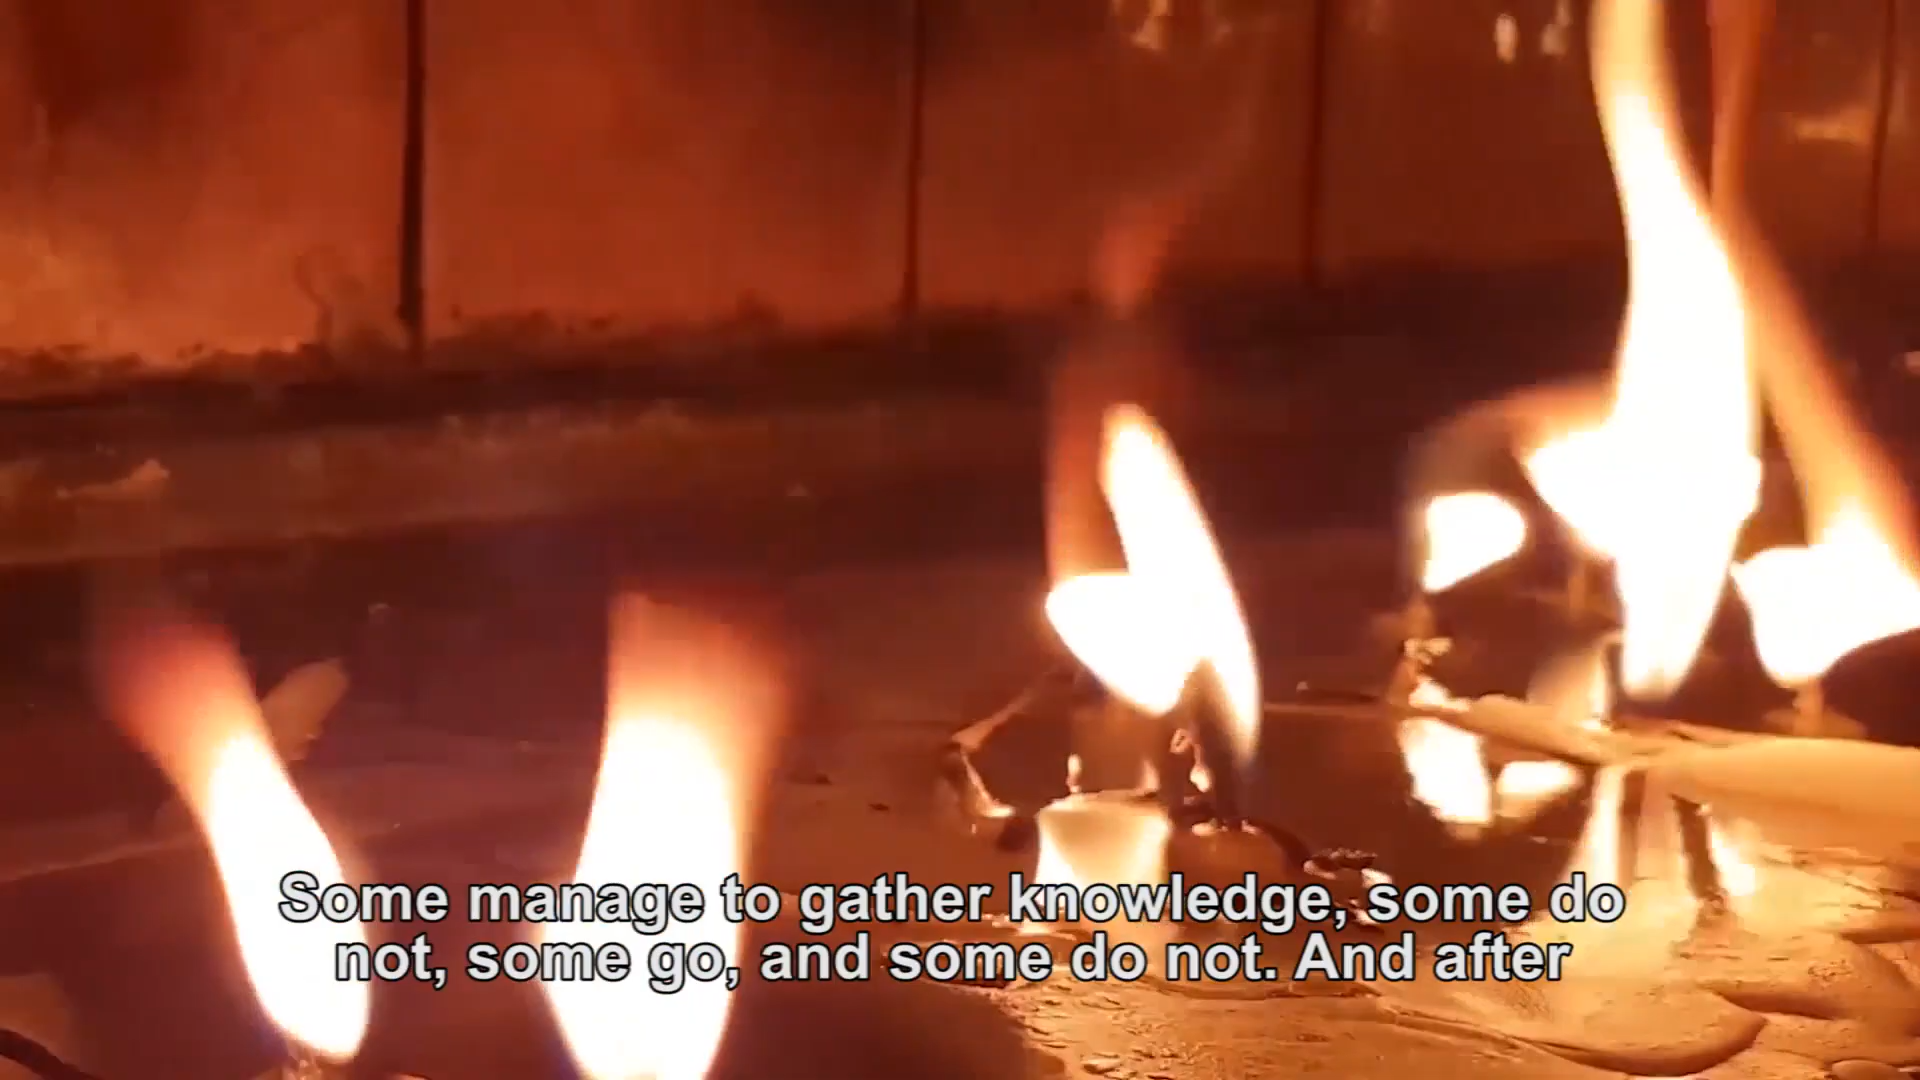 Some manage to gather knowledge, some do
not, some go, and some do not. And after